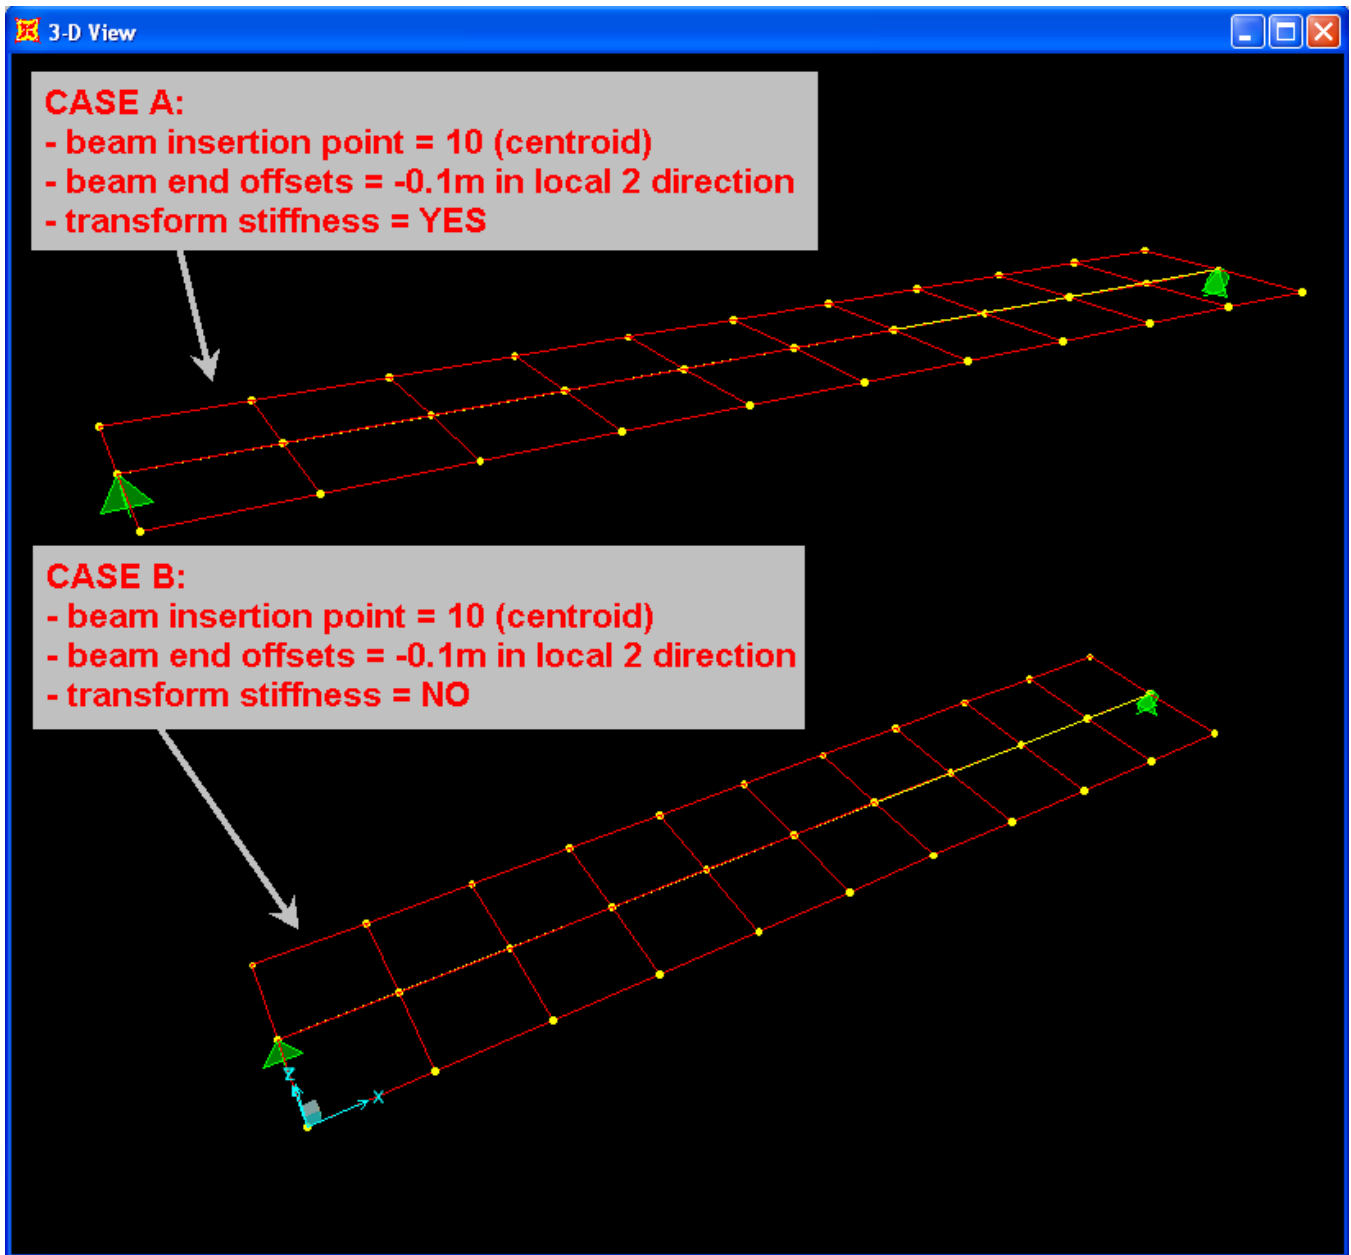 3-D View
CASE A:
- beam insertion point = 10 (centroid)
- beam end offsets = -0.1m in local 2 direction
- transform stiffness = YES
CASE B:
- beam insertion point = 10 (centroid)
- beam end offsets = -0.1m in local 2 direction
- transform stiffness = NO
Z
X